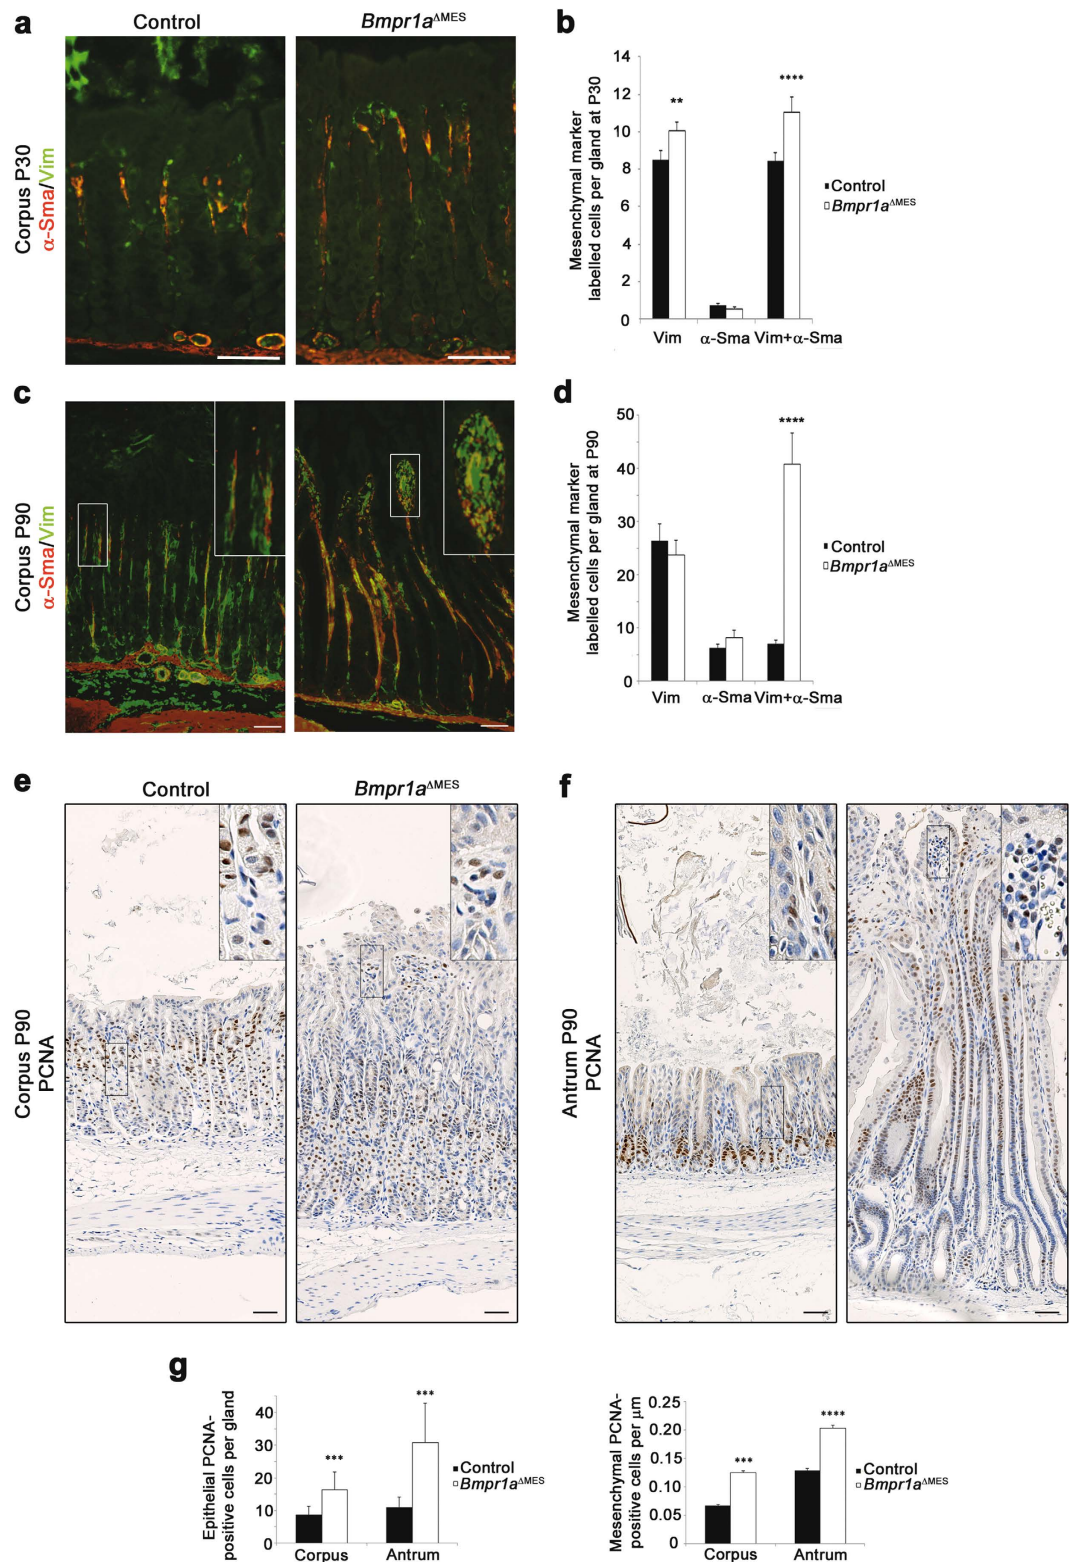 a
Control
Bmpr1aΔMES
Corpus P30
α-Sma/Vim
b
Mesenchymal marker
labelled cells per gland at P30
14
12
10
8
6
4
2
0
**
****
Vim
α-Sma
Vim+α-Sma
Control
Bmpr1aΔMES
c
Corpus P90
α-Sma/Vim
d
Mesenchymal marker
labelled cells per gland at P90
50
40
30
20
10
0
****
Vim
α-Sma
Vim+α-Sma
Control
Bmpr1aΔMES
e
Control
Bmpr1aΔMES
Corpus P90
PCNA
f
Antrum P90
PCNA
g
Epithelial PCNA-
positive cells per gland
40
30
20
10
0
***
***
Corpus
Antrum
Control
Bmpr1aΔMES
Mesenchymal PCNA-
positive cells per μm
0.25
0.20
0.15
0.10
0.05
0
***
****
Corpus
Antrum
Control
Bmpr1aΔMES